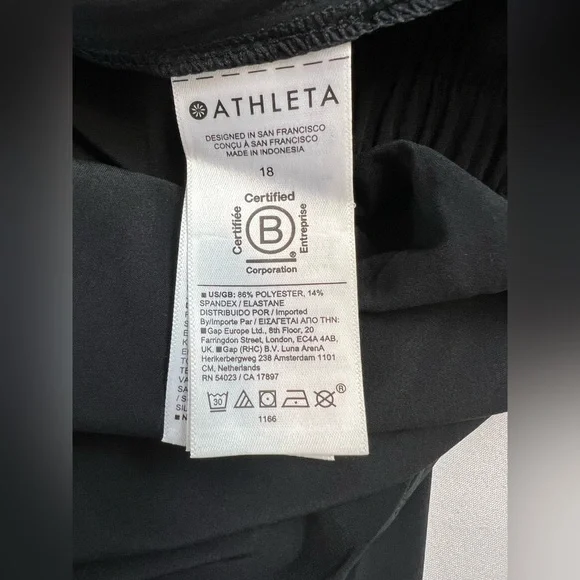 ATHLETA
DESIGNED IN SAN FRANCISCO
CONÇU À SAN FRANCISCO
MADE IN INDONESIA
18
Certified
Certifiée
B
Entreprise
®
Corporation
■ US/GB: 86% POLYESTER, 14%
SPANDEX / ELASTANE
DISTRIBUIDO POR / Imported
By/Importe Par / ΕΙΣΑΓΕΤΑΙ ΑΠΟ ΤΗΝ:
■ Gap Europe Ltd., 8th Floor, 20
Farringdon Street, London, EC4A 4AB,
UK, ■ Gap (RHC) B.V. Luna ArenA
Herikerbergweg 238 Amsterdam 1101
CM, Netherlands
RN 54023 / CA 17897
30
®
1166